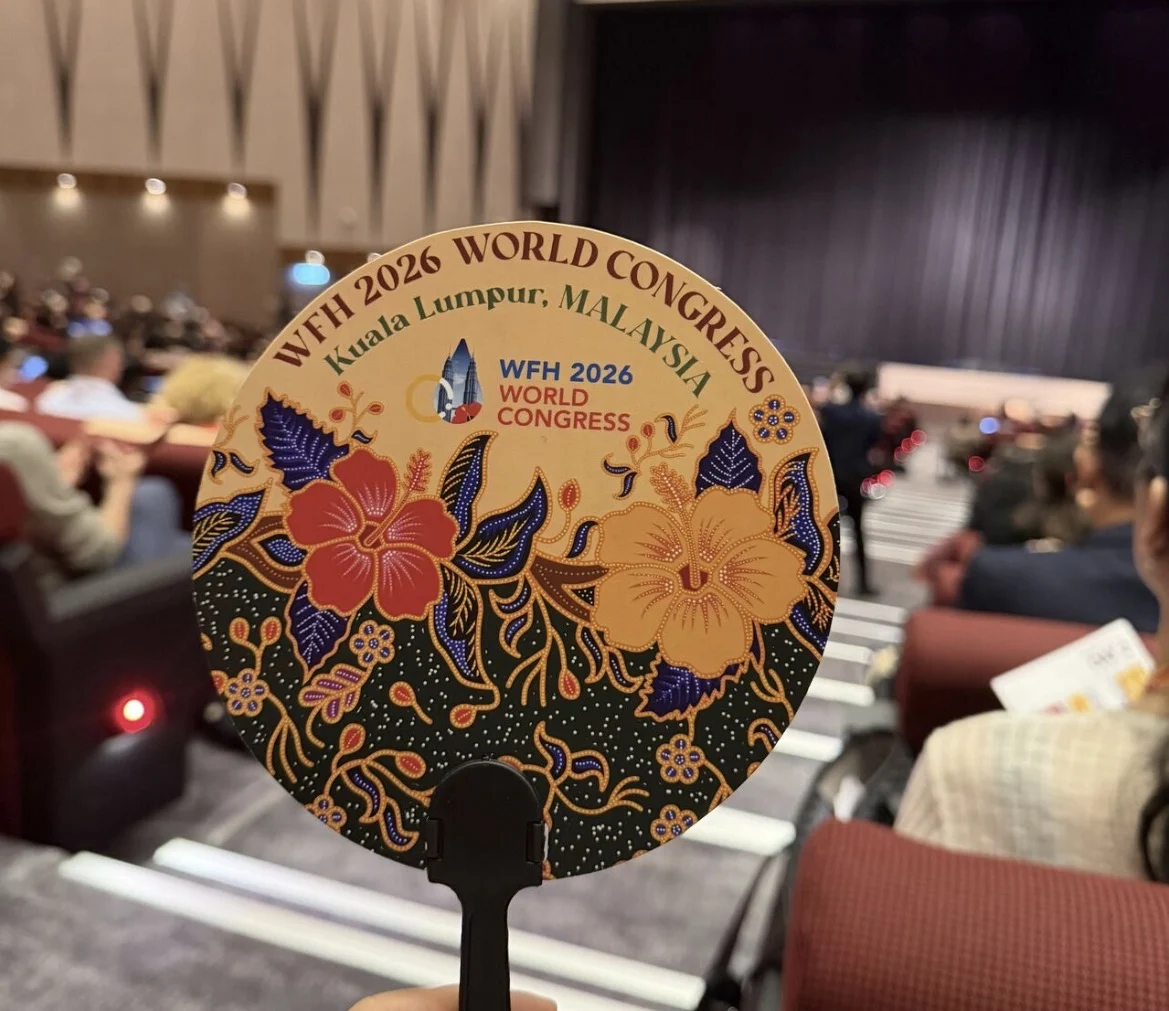 WFH 2026 WORLD CONGRESS
Kuala Lumpur, MALAYSIA
WFH 2026
WORLD
CONGRESS